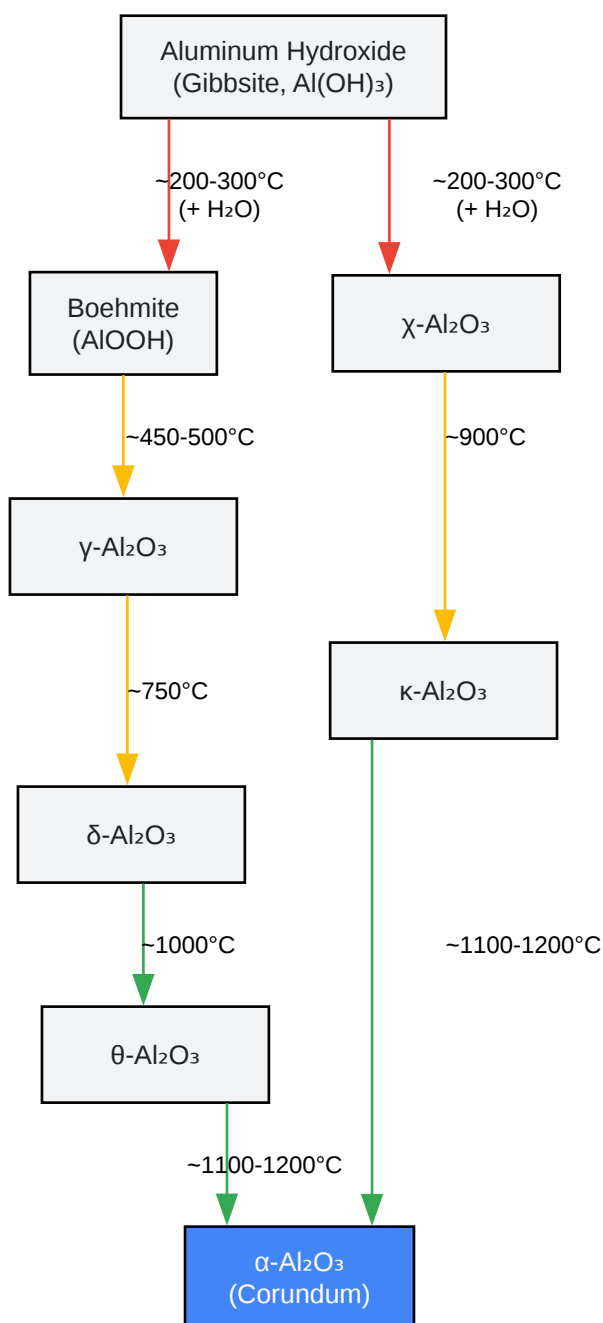 Aluminum Hydroxide
(Gibbsite, Al(OH)₃)
~200-300°C
(+ H₂O)
~200-300°C
(+ H₂O)
Boehmite
(AlOOH)
χ-Al₂O₃
~450-500°C
~900°C
γ-Al₂O₃
~750°C
κ-Al₂O₃
δ-Al₂O₃
~1000°C
~1100-1200°C
θ-Al₂O₃
~1100-1200°C
α-Al₂O₃
(Corundum)